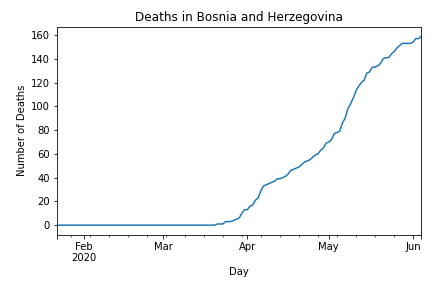 Deaths in Bosnia and Herzegovina
Number of Deaths
160
140
120
100
80
60
40
20
0
Feb
2020
Mar
Apr
May
Jun
Day